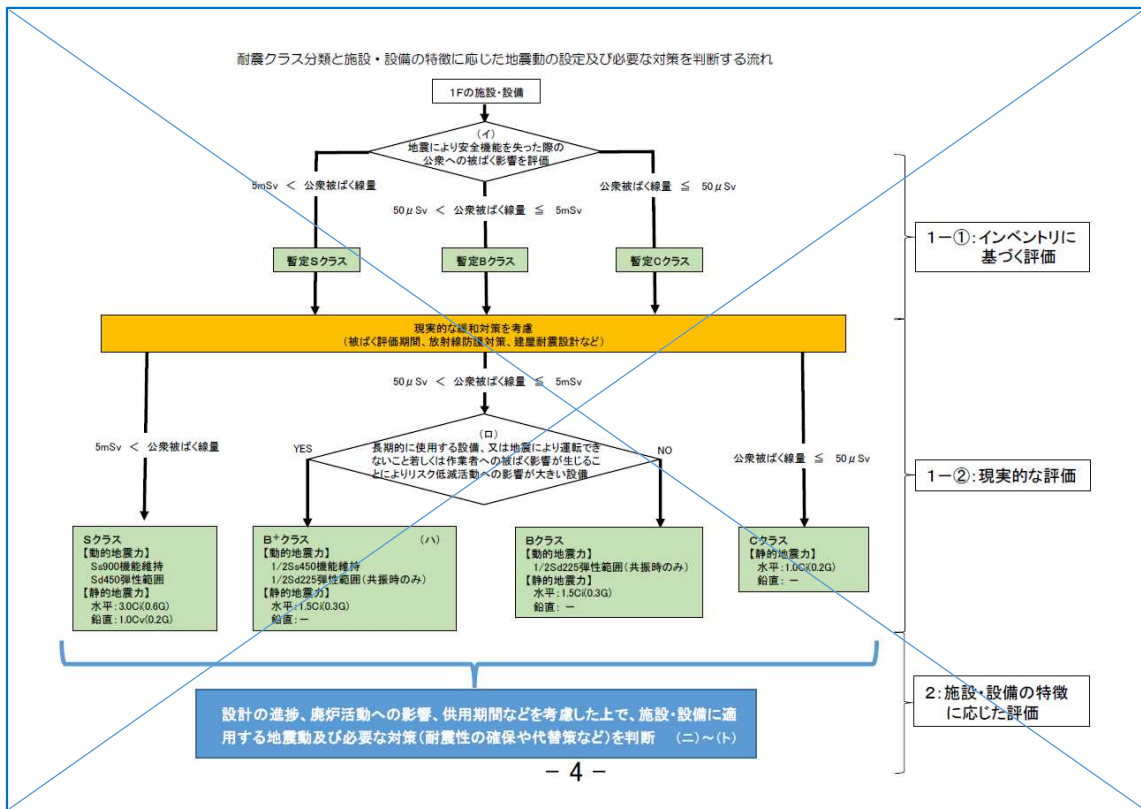 耐震クラス分類と施設・設備の特徴に応じた地震動の設定及び必要な対策を判断する流れ
1Fの施設・設備
(イ)
地震により安全機能を失った際の
公衆への被ばく影響を評価
5mSv < 公衆被ばく線量
50μSv < 公衆被ばく線量 ≦ 5mSv
公衆被ばく線量 ≦ 50μSv
1-①:インベントリに
基づく評価
暫定Sクラス
暫定Bクラス
暫定Cクラス
現実的な緩和対策を考慮
(被ばく評価期間、放射線防護対策、建屋耐震設計など)
50μSv < 公衆被ばく線量 ≦ 5mSv
5mSv < 公衆被ばく線量
(ロ)
長期的に使用する設備、又は地震により運転でき
ないこと若しくは作業者への被ばく影響が生じるこ
とによりリスク低減活動への影響が大きい設備
YES
NO
公衆被ばく線量 ≦ 50μSv
1-②:現実的な評価
Sクラス
【動的地震力】
Ss900機能維持
Sd450弾性範囲
【静的地震力】
水平:3.0Ci(0.6G)
鉛直:1.0Cv(0.2G)
B+クラス (ハ)
【動的地震力】
1/2Ss450機能維持
1/2Sd225弾性範囲(共振時のみ)
【静的地震力】
水平:1.5Ci(0.3G)
鉛直:-
Bクラス
【動的地震力】
1/2Sd225弾性範囲(共振時のみ)
【静的地震力】
水平:1.5Ci(0.3G)
鉛直:-
Cクラス
【静的地震力】
水平:1.0Ci(0.2G)
鉛直:-
設計の進捗、廃炉活動への影響、供用期間などを考慮した上で、施設・設備に適
用する地震動及び必要な対策(耐震性の確保や代替策など)を判断 (ニ)~(ト)
2:施設・設備の特徴
に応じた評価
- 4 -